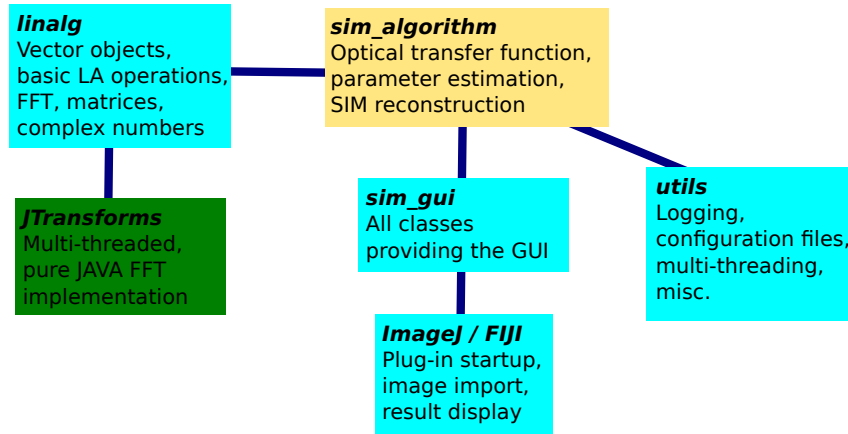 linalg
Vector objects,
basic LA operations,
FFT, matrices,
complex numbers
sim_algorithm
Optical transfer function,
parameter estimation,
SIM reconstruction
JTransforms
Multi-threaded,
pure JAVA FFT
implementation
sim_gui
All classes
providing the GUI
utils
Logging,
configuration files,
multi-threading,
misc.
ImageJ / FIJI
Plug-in startup,
image import,
result display